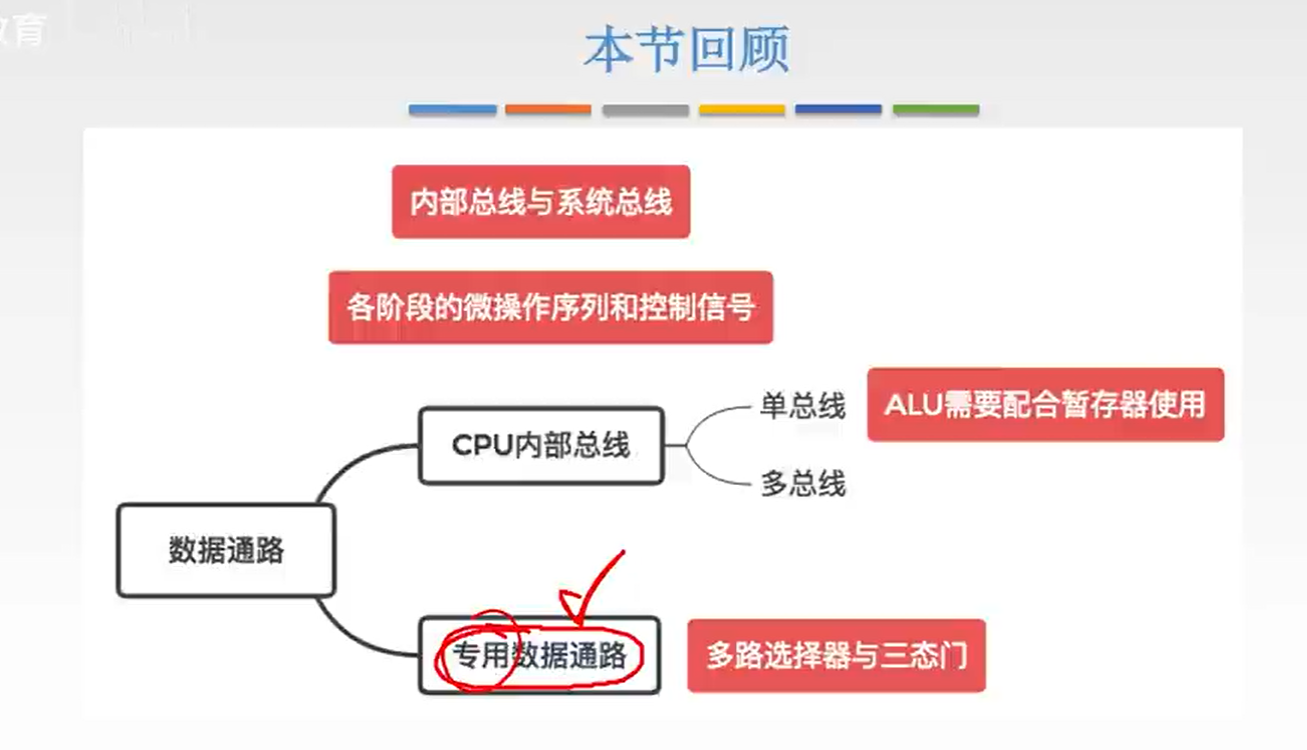 教育
本节回顾
内部总线与系统总线
各阶段的微操作序列和控制信号
单总线
ALU需要配合暂存器使用
CPU内部总线
多总线
数据通路
专用数据通路
多路选择器与三态门